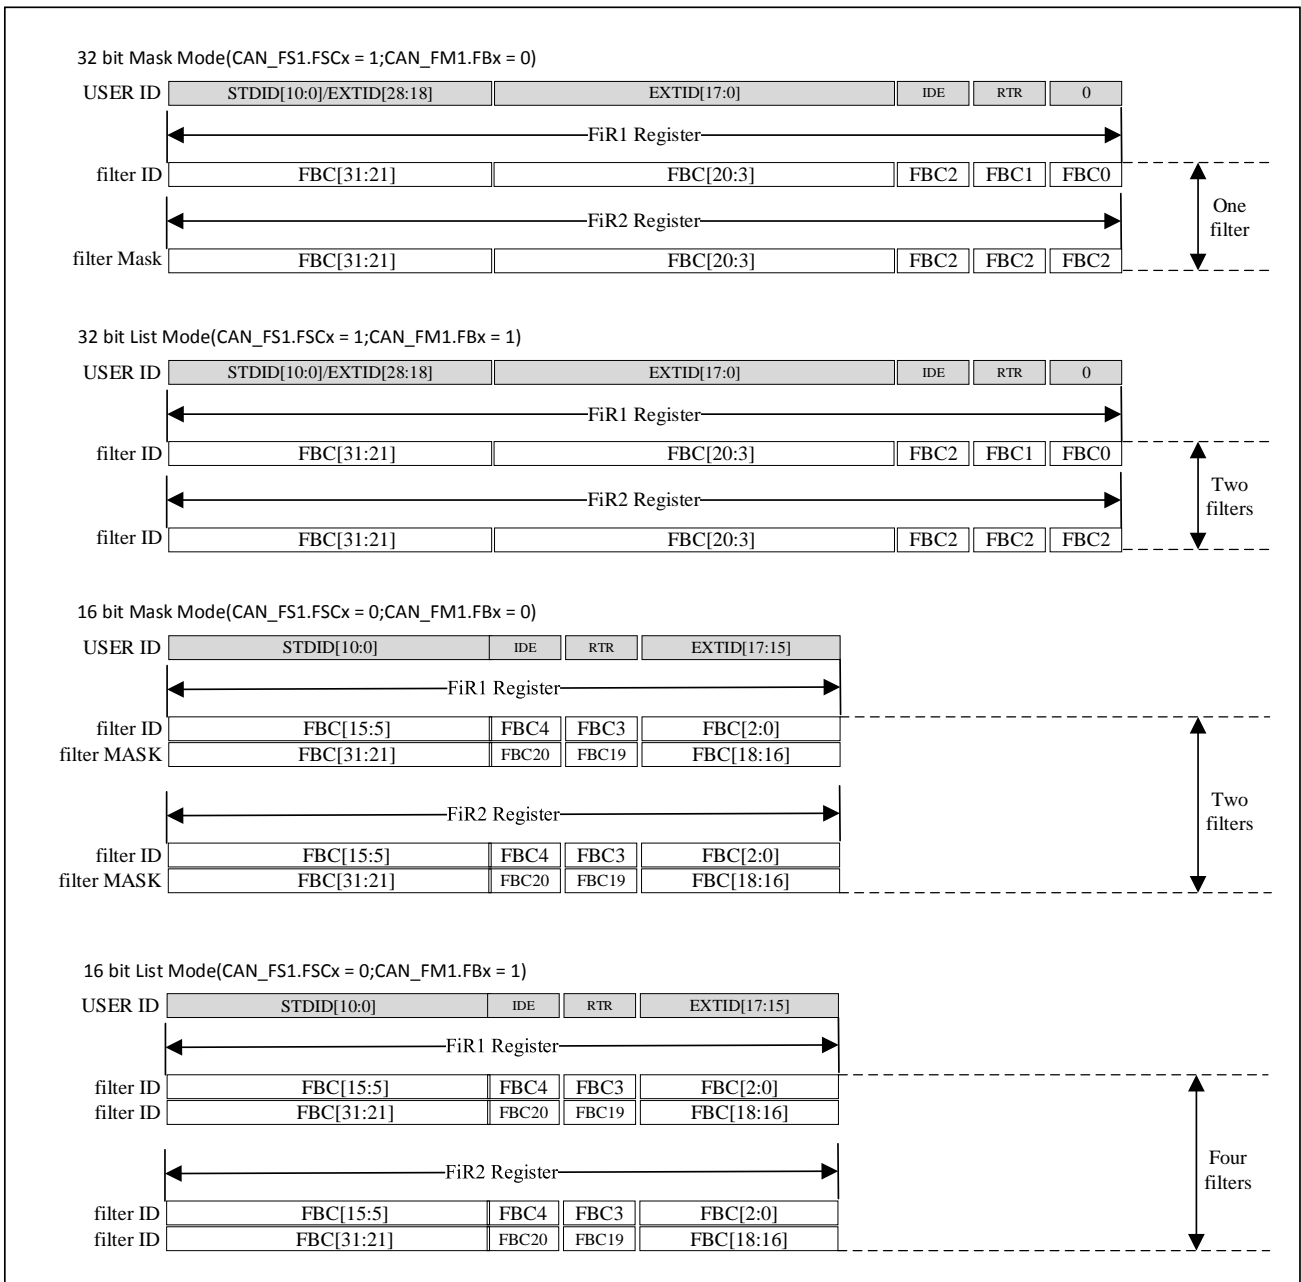 32 bit Mask Mode(CAN_FS1.FSCx = 1;CAN_FM1.FBx = 0)
USER ID STDID[10:0]/EXTID[28:18] EXTID[17:0] IDE RTR 0
FiR1 Register
filter ID FBC[31:21] FBC[20:3] FBC2 FBC1 FBC0
One
filter
FiR2 Register
filter Mask FBC[31:21] FBC[20:3] FBC2 FBC2 FBC2
32 bit List Mode(CAN_FS1.FSCx = 1;CAN_FM1.FBx = 1)
USER ID STDID[10:0]/EXTID[28:18] EXTID[17:0] IDE RTR 0
FiR1 Register
filter ID FBC[31:21] FBC[20:3] FBC2 FBC1 FBC0
Two
filters
FiR2 Register
filter ID FBC[31:21] FBC[20:3] FBC2 FBC2 FBC2
16 bit Mask Mode(CAN_FS1.FSCx = 0;CAN_FM1.FBx = 0)
USER ID STDID[10:0] IDE RTR EXTID[17:15]
FiR1 Register
filter ID FBC[15:5] FBC4 FBC3 FBC[2:0]
filter MASK FBC[31:21] FBC20 FBC19 FBC[18:16]
Two
filters
FiR2 Register
filter ID FBC[15:5] FBC4 FBC3 FBC[2:0]
filter MASK FBC[31:21] FBC20 FBC19 FBC[18:16]
16 bit List Mode(CAN_FS1.FSCx = 0;CAN_FM1.FBx = 1)
USER ID STDID[10:0] IDE RTR EXTID[17:15]
FiR1 Register
filter ID FBC[15:5] FBC4 FBC3 FBC[2:0]
filter ID FBC[31:21] FBC20 FBC19 FBC[18:16]
Four
filters
FiR2 Register
filter ID FBC[15:5] FBC4 FBC3 FBC[2:0]
filter ID FBC[31:21] FBC20 FBC19 FBC[18:16]